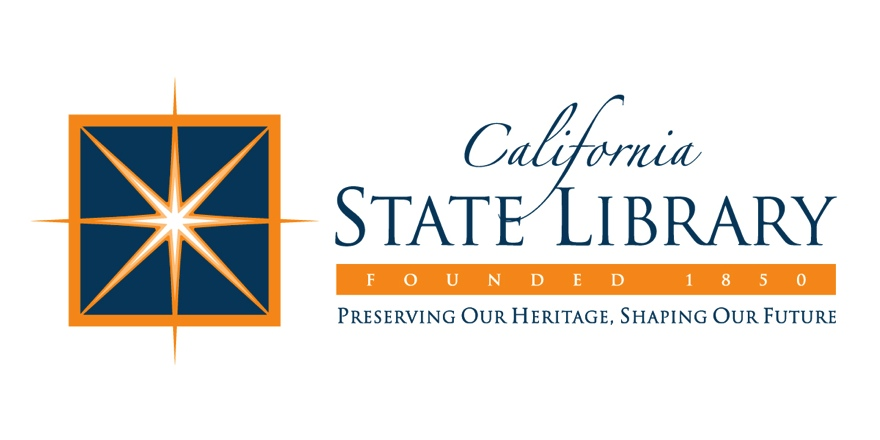 California
STATE LIBRARY
FOUNDED 1850
PRESERVING OUR HERITAGE, SHAPING OUR FUTURE